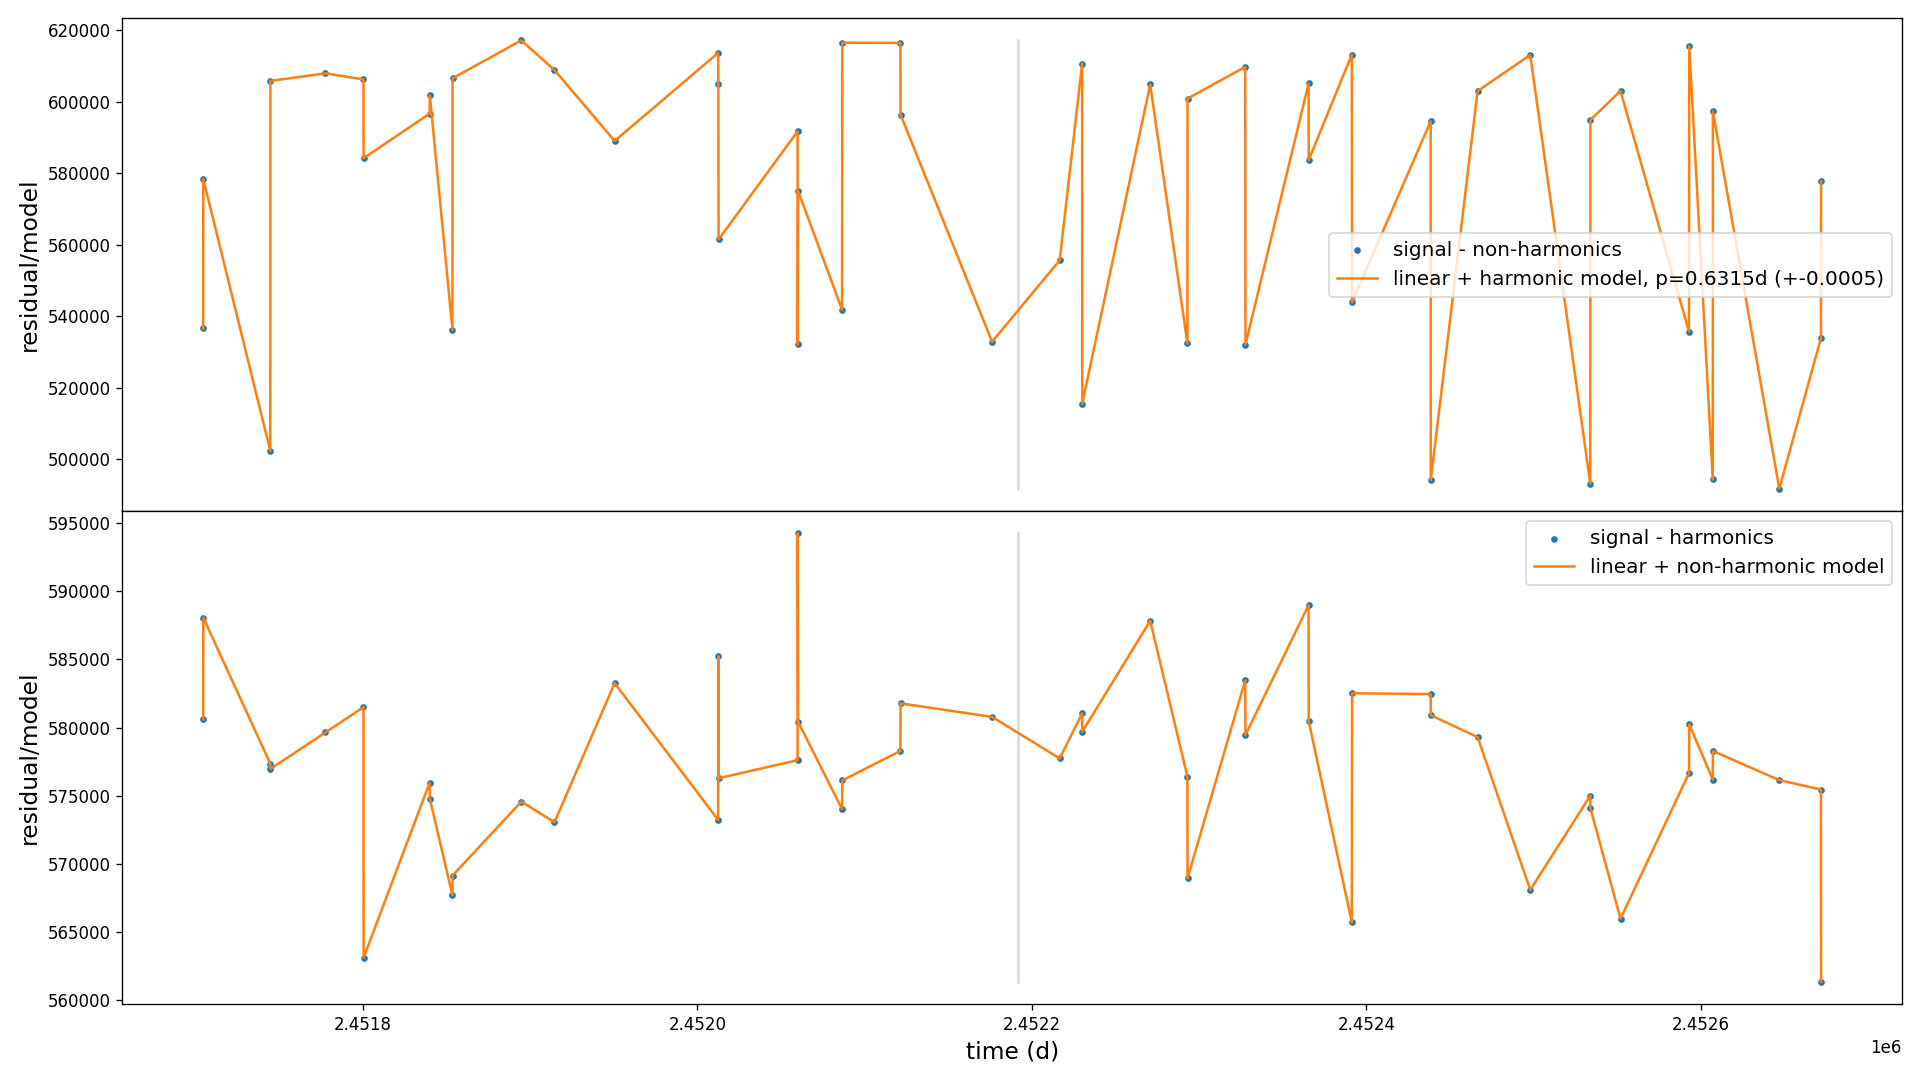 620000
600000
580000
560000
540000
520000
500000
residual/model
signal - non-harmonics
linear + harmonic model, p=0.6315d (+-0.0005)
595000
590000
585000
580000
575000
570000
565000
560000
residual/model
signal - harmonics
linear + non-harmonic model
2.4518 2.4520 2.4522 2.4524 2.4526
1e6
time (d)